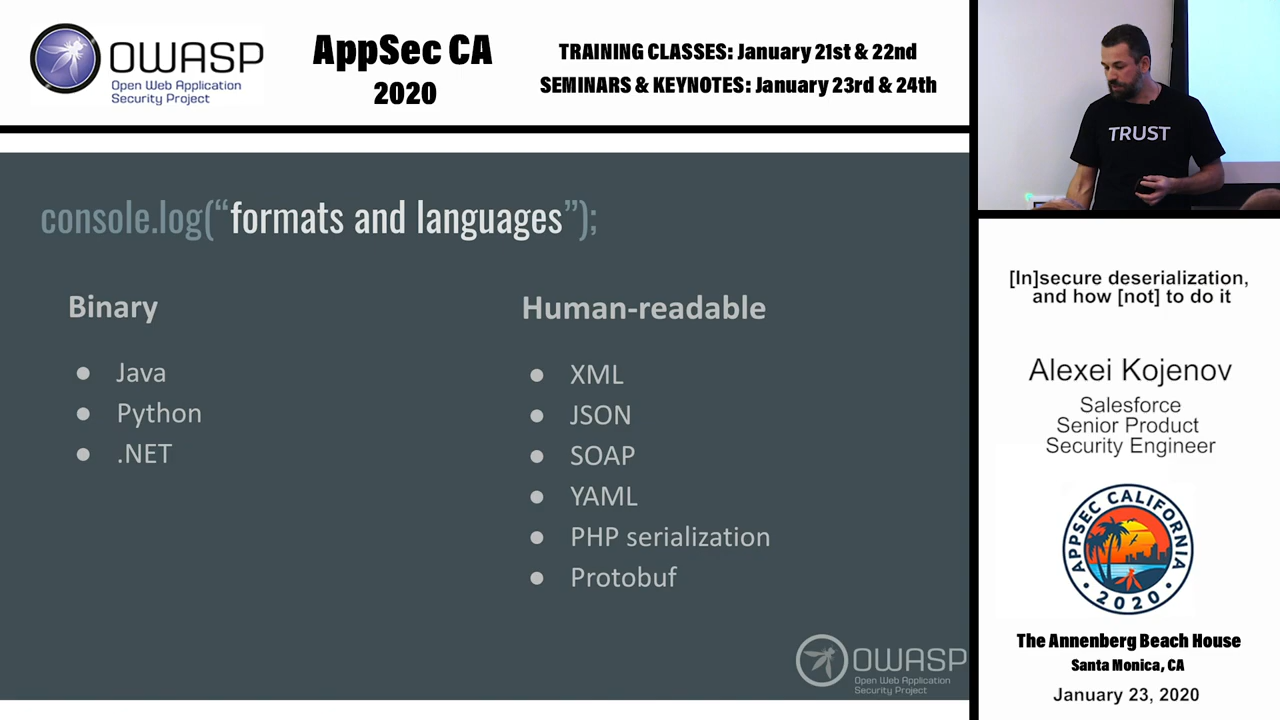 OWASP
Open Web Application
Security Project
AppSec CA
2020
TRAINING CLASSES: January 21st & 22nd
SEMINARS & KEYNOTES: January 23rd & 24th
console.log(“formats and languages”);
Binary
● Java
● Python
● .NET
Human-readable
● XML
● JSON
● SOAP
● YAML
● PHP serialization
● Protobuf
OWASP
Open Web Application
Security Project
TRUST
[In]secure deserialization,
and how [not] to do it
Alexei Kojenov
Salesforce
Senior Product
Security Engineer
APPSEC CALIFORNIA
• 2020 •
The Annenberg Beach House
Santa Monica, CA
January 23, 2020